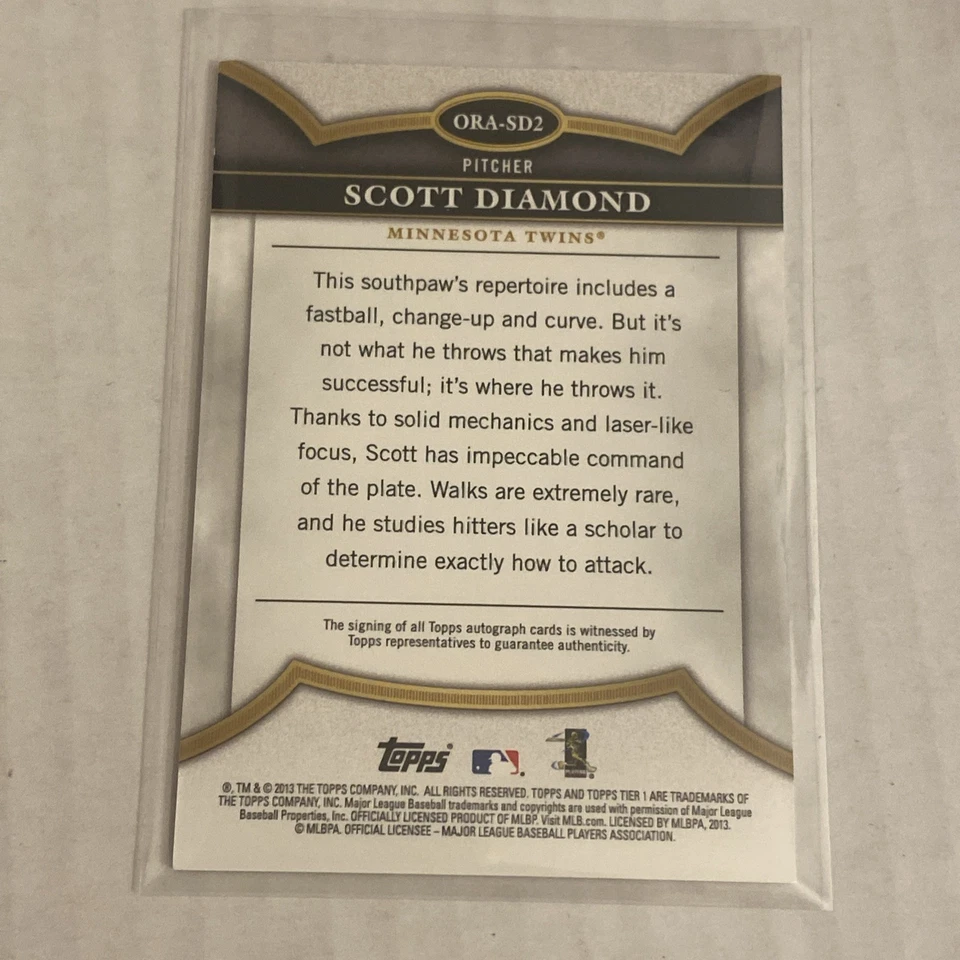 ORA-SD2
PITCHER
SCOTT DIAMOND
MINNESOTA TWINS®
This southpaw's repertoire includes a
fastball, change-up and curve. But it's
not what he throws that makes him
successful; it's where he throws it.
Thanks to solid mechanics and laser-like
focus, Scott has impeccable command
of the plate. Walks are extremely rare,
and he studies hitters like a scholar to
determine exactly how to attack.
The signing of all Topps autograph cards is witnessed by
Topps representatives to guarantee authenticity.
topps®
®, TM & © 2013 THE TOPPS COMPANY, INC. ALL RIGHTS RESERVED. TOPPS AND TOPPS TIER 1 ARE TRADEMARKS OF
THE TOPPS COMPANY, INC. Major League Baseball trademarks and copyrights are used with permission of Major League
Baseball Properties, Inc. OFFICIALLY LICENSED PRODUCT OF MLBP. Visit MLB.com. LICENSED BY MLBPA, 2013.
© MLBPA. OFFICIAL LICENSEE – MAJOR LEAGUE BASEBALL PLAYERS ASSOCIATION.